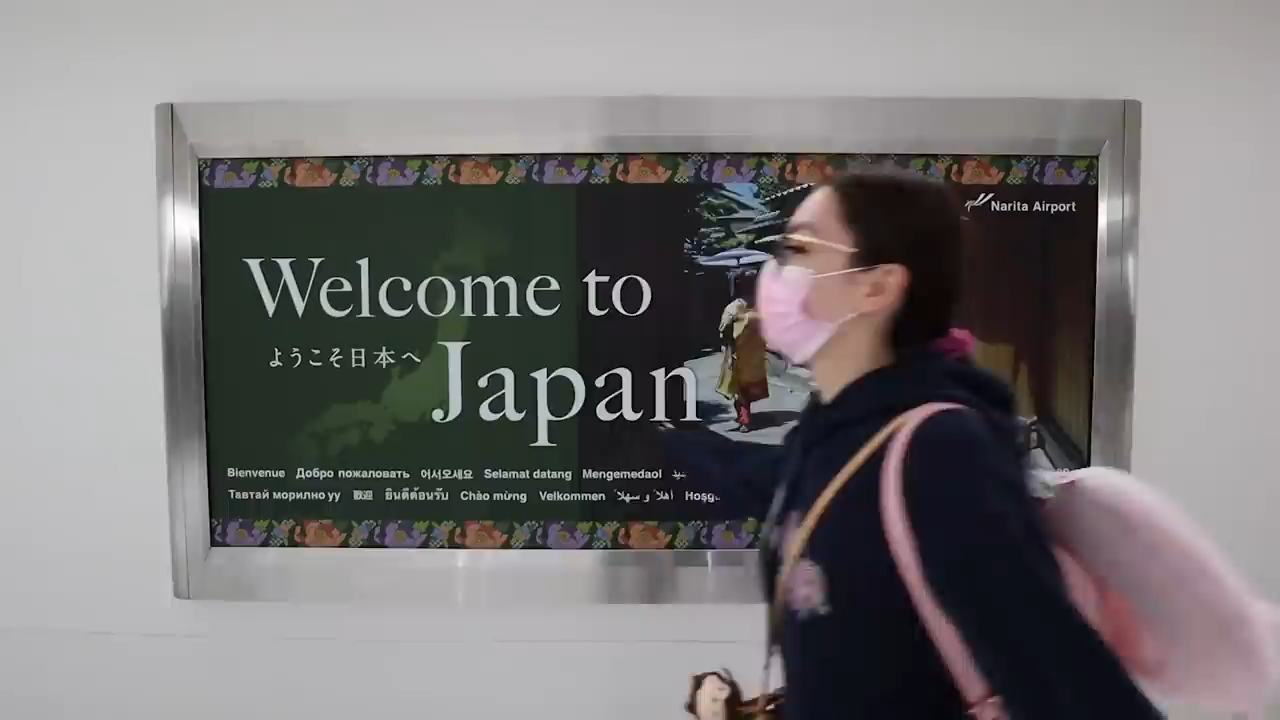 Narita Airport
Welcome to
ようこそ日本へ
Japan
Bienvenue Добро пожаловать 어서오세요 Selamat datang Mengemedaol
Тавтай морилно уу 歡迎 ยินดีต้อนรับ Chào mừng Velkommen أهلاً و سهلاً